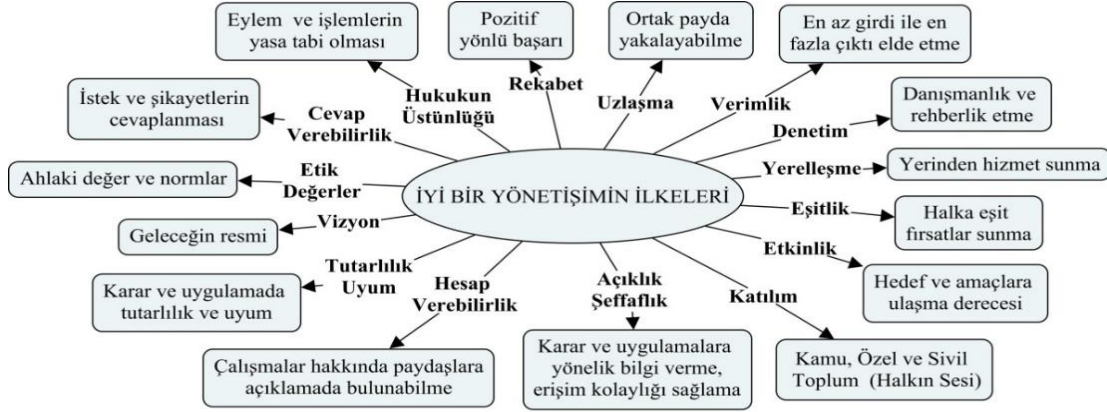 Eylem ve işlemlerin
yasa tabi olması
Pozitif
yönlü başarı
Ortak payda
yakalayabilme
En az girdi ile en
fazla çıktı elde etme
İstek ve şikayetlerin
cevaplanması
Cevap
Verebilirlik
Hukukun
Üstünlüğü
Rekabet
Uzlaşma
Verimlik
Denetim
Danışmanlık ve
rehberlik etme
Ahlaki değer ve normlar
Etik
Değerler
İYİ BİR YÖNETİŞİMİN İLKELERİ
Yerelleşme
Yerinden hizmet sunma
Geleceğin resmi
Vizyon
Eşitlik
Halka eşit
fırsatlar sunma
Karar ve uygulamada
tutarlılık ve uyum
Tutarlılık
Uyum
Hesap
Verebilirlik
Açıklık
Şeffaflık
Katılım
Etkinlik
Hedef ve amaçlara
ulaşma derecesi
Çalışmalar hakkında paydaşlara
açıklamada bulunabilme
Karar ve uygulamalara
yönelik bilgi verme,
erişim kolaylığı sağlama
Kamu, Özel ve Sivil
Toplum (Halkın Sesi)